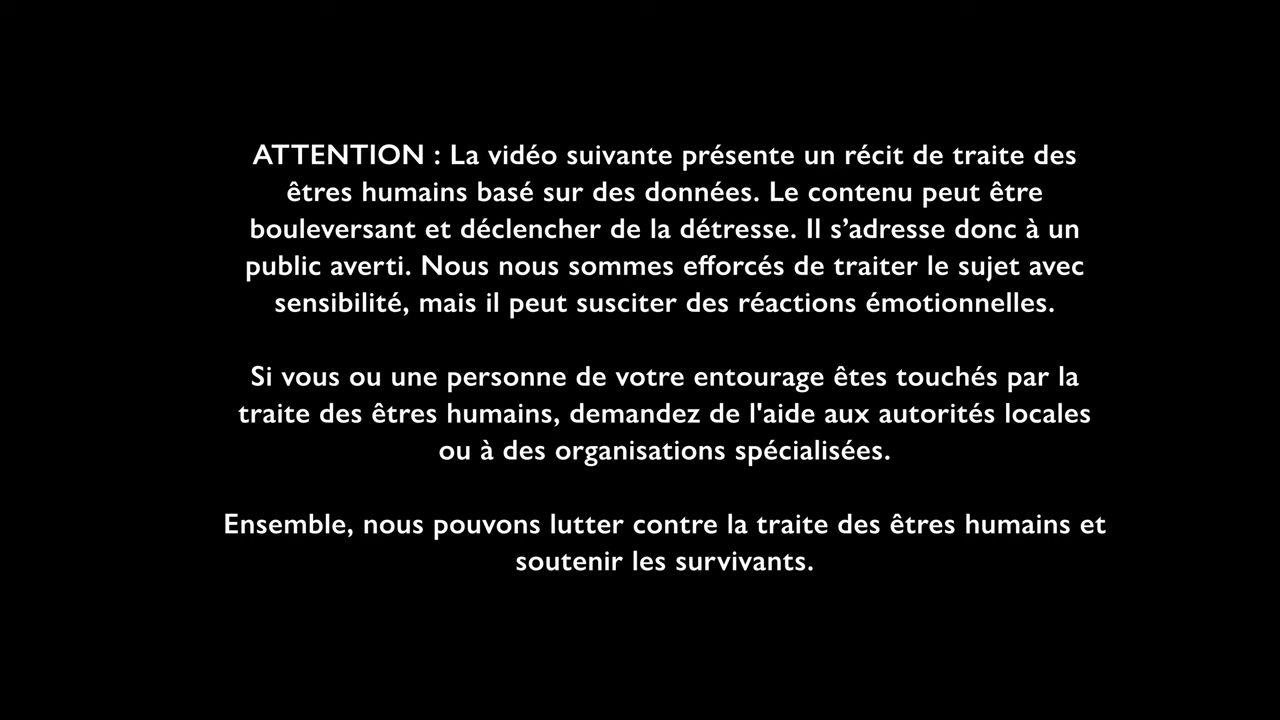 ATTENTION : La vidéo suivante présente un récit de traite des
êtres humains basé sur des données. Le contenu peut être
bouleversant et déclencher de la détresse. Il s’adresse donc à un
public averti. Nous nous sommes efforcés de traiter le sujet avec
sensibilité, mais il peut susciter des réactions émotionnelles.
Si vous ou une personne de votre entourage êtes touchés par la
traite des êtres humains, demandez de l'aide aux autorités locales
ou à des organisations spécialisées.
Ensemble, nous pouvons lutter contre la traite des êtres humains et
soutenir les survivants.